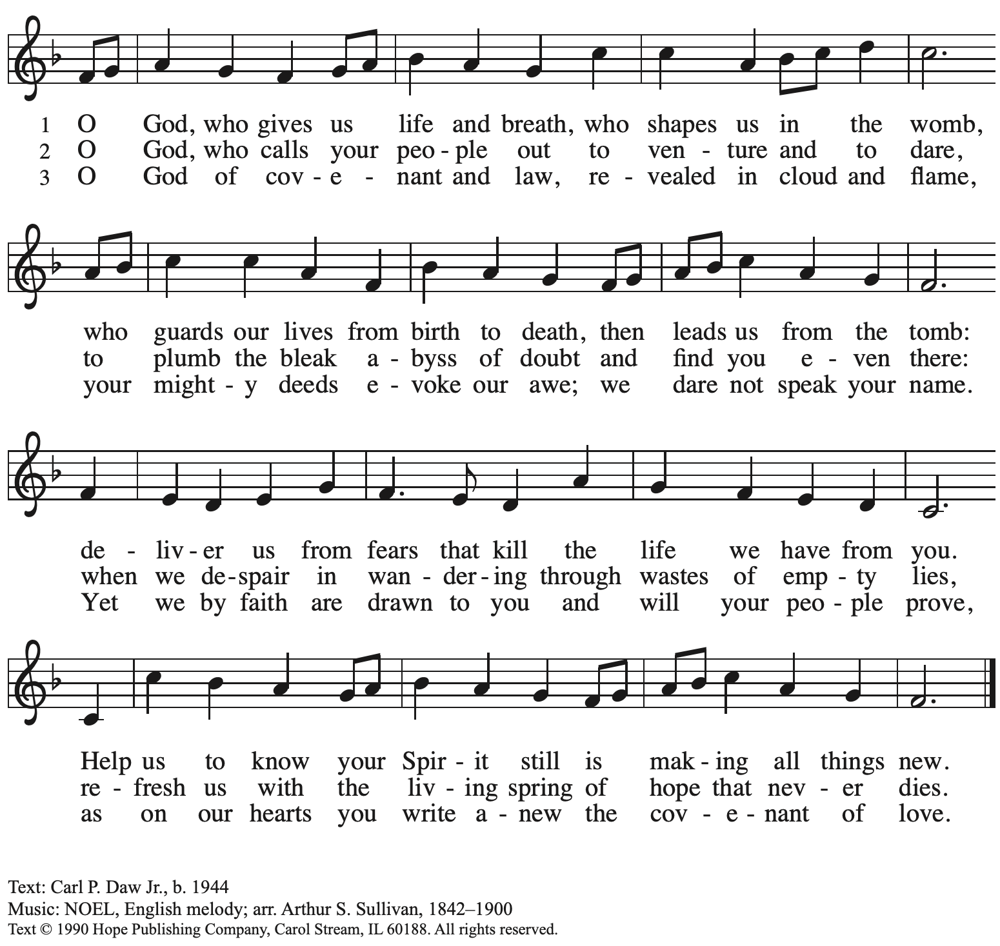 1 O God, who gives us life and breath, who shapes us in the womb,
2 O God, who calls your peo - ple out to ven - ture and to dare,
3 O God of cov - e - nant and law, re - vealed in cloud and flame,
who guards our lives from birth to death, then leads us from the tomb:
to plumb the bleak a - byss of doubt and find you e - ven there:
your might - y deeds e - voke our awe; we dare not speak your name.
de - liv - er us from fears that kill the life we have from you.
when we de - spair in wan - der - ing through wastes of emp - ty lies,
Yet we by faith are drawn to you and will your peo - ple prove,
Help us to know your Spir - it still is mak - ing all things new.
re - fresh us with the liv - ing spring of hope that nev - er dies.
as on our hearts you write a - new the cov - e - nant of love.
Text: Carl P. Daw Jr., b. 1944
Music: NOEL, English melody; arr. Arthur S. Sullivan, 1842–1900
Text © 1990 Hope Publishing Company, Carol Stream, IL 60188. All rights reserved.